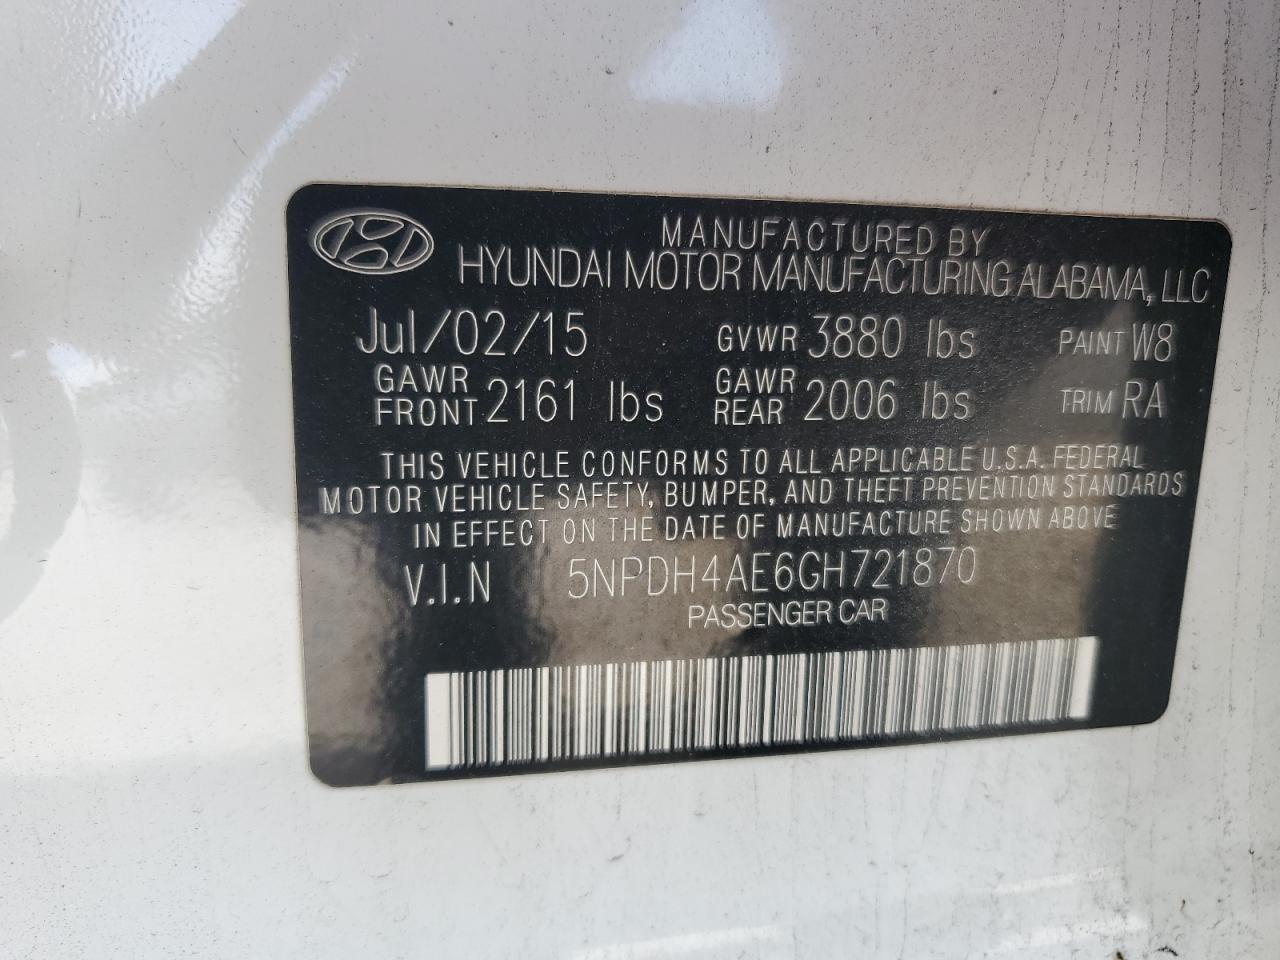 MANUFACTURED BY
HYUNDAI MOTOR MANUFACTURING ALABAMA, LLC
Jul/02/15 GVWR 3880 lbs PAINT W8
GAWR FRONT 2161 lbs GAWR REAR 2006 lbs TRIM RA
THIS VEHICLE CONFORMS TO ALL APPLICABLE U.S.A. FEDERAL
MOTOR VEHICLE SAFETY, BUMPER, AND THEFT PREVENTION STANDARDS
IN EFFECT ON THE DATE OF MANUFACTURE SHOWN ABOVE
V.I.N 5NPDH4AE6GH721870
PASSENGER CAR